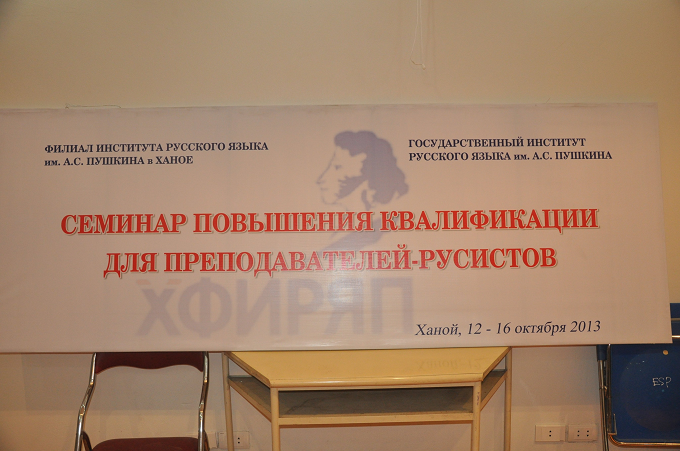 ФИЛИАЛ ИНСТИТУТА РУССКОГО ЯЗЫКА
им. А.С. ПУШКИНА в ХАНОЕ
ГОСУДАРСТВЕННЫЙ ИНСТИТУТ
РУССКОГО ЯЗЫКА им. А.С. ПУШКИНА
СЕМИНАР ПОВЫШЕНИЯ КВАЛИФИКАЦИИ
ДЛЯ ПРЕПОДАВАТЕЛЕЙ-РУСИСТОВ
ХФИРЯП
Ханой, 12 - 16 октября 2013
ESP